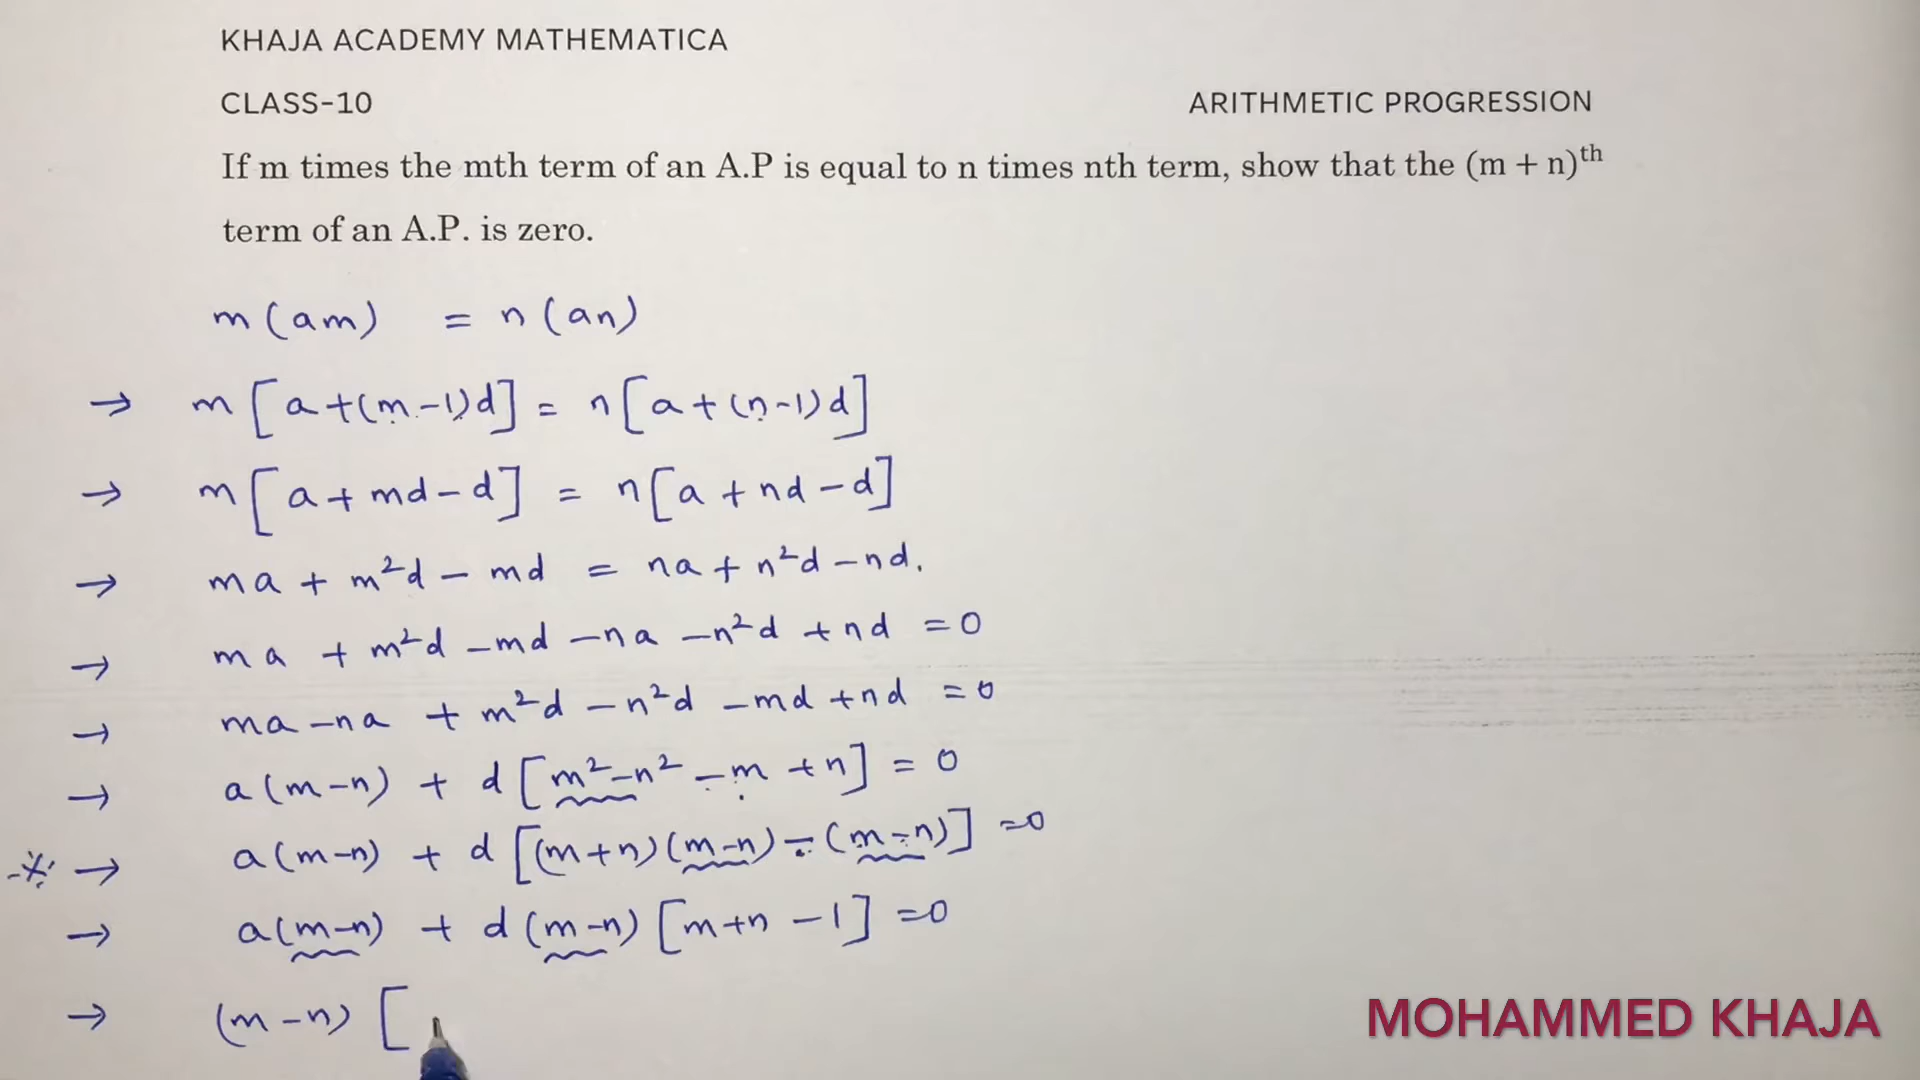 KHAJA ACADEMY MATHEMATICA
CLASS-10 ARITHMETIC PROGRESSION
If m times the mth term of an A.P is equal to n times nth term, show that the (m + n)ᵗʰ
term of an A.P. is zero.
m(am) = n(an)
→ m[a+(m-1)d] = n[a+(n-1)d]
→ m[a+md-d] = n[a+nd-d]
→ ma + m²d - md = na + n²d - nd.
→ ma + m²d - md - na - n²d + nd = 0
→ ma - na + m²d - n²d - md + nd = 0
→ a(m-n) + d[m²-n² - m + n] = 0
→ a(m-n) + d[(m+n)(m-n) - (m-n)] = 0
→ a(m-n) + d(m-n)[m+n-1] = 0
→ (m-n) [
MOHAMMED KHAJA